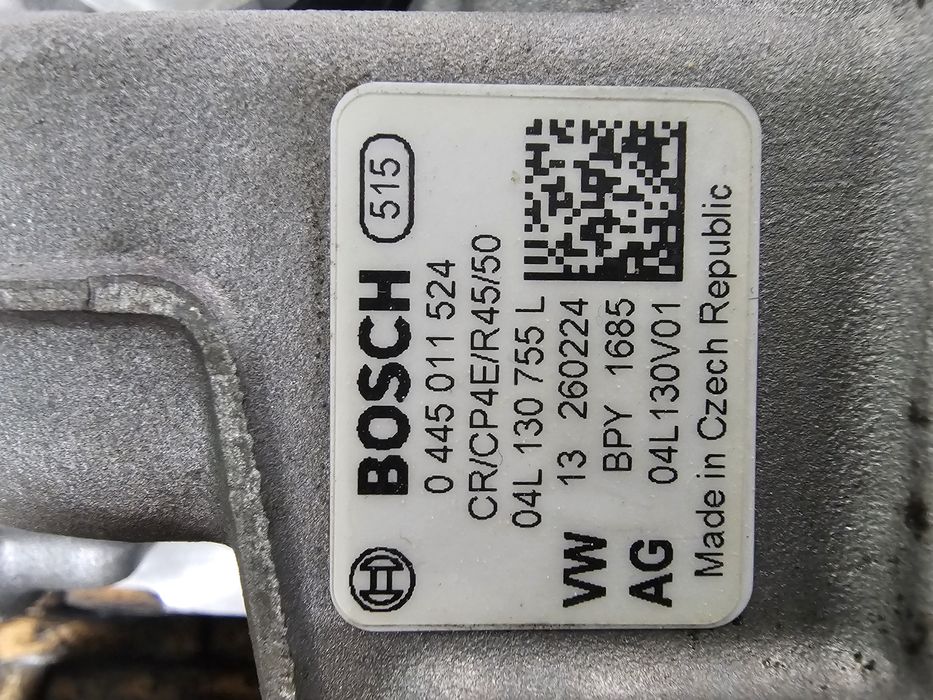 BOSCH 515
0 445 011 524
CR/CP4E/R45/50
04L 130 755 L
VW 13 260224
BPY 1685
AG 04L130V01
Made in Czech Republic